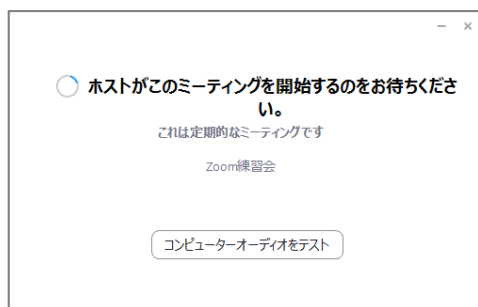 ホストがこのミーティングを開始するのをお待ちくださ
い。
これは定期的なミーティングです
Zoom練習会
コンピューターオーディオをテスト